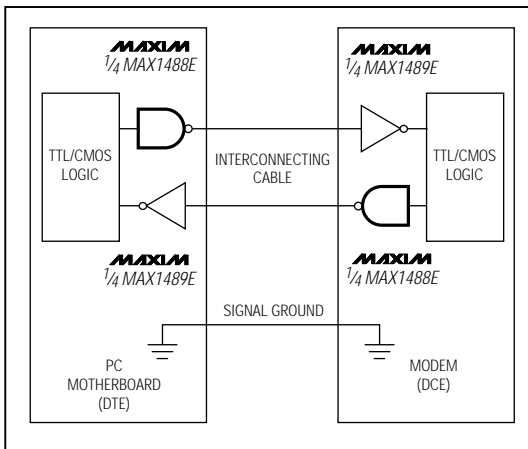 MAXIM
1/4 MAX1488E
MAXIM
1/4 MAX1489E
TTL/CMOS
LOGIC
INTERCONNECTING
CABLE
TTL/CMOS
LOGIC
MAXIM
1/4 MAX1489E
MAXIM
1/4 MAX1488E
SIGNAL GROUND
PC
MOTHERBOARD
(DTE)
MODEM
(DCE)